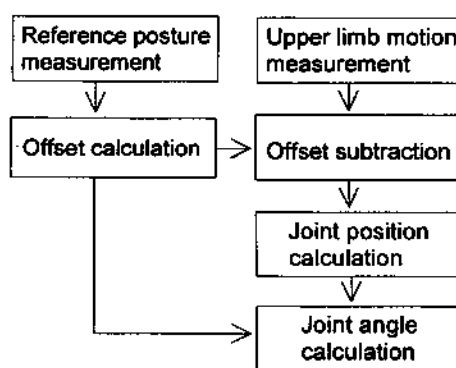 Reference posture
measurement
Upper limb motion
measurement
Offset calculation
Offset subtraction
Joint position
calculation
Joint angle
calculation